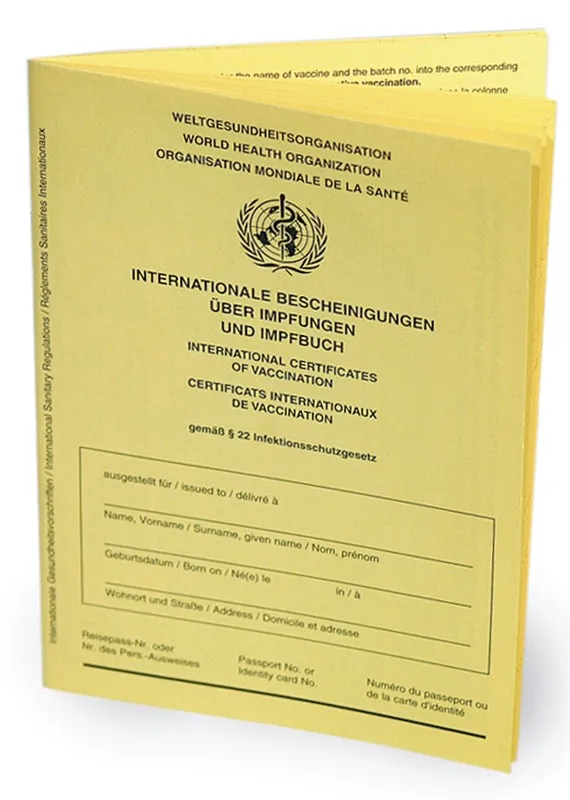 the name of vaccine and the batch no. into the corresponding
vaccination.
la colonne
WELTGESUNDHEITSORGANISATION
WORLD HEALTH ORGANIZATION
ORGANISATION MONDIALE DE LA SANTÉ
INTERNATIONALE BESCHEINIGUNGEN
ÜBER IMPFUNGEN
UND IMPFBUCH
INTERNATIONAL CERTIFICATES
OF VACCINATION
CERTIFICATS INTERNATIONAUX
DE VACCINATION
gemäß § 22 Infektionsschutzgesetz
ausgestellt für / issued to / délivré à
Name, Vorname / Surname, given name / Nom, prénom
Geburtsdatum / Born on / Né(e) le in / à
Wohnort und Straße / Address / Domicile et adresse
Reisepass-Nr. oder
Nr. des Pers.-Ausweises
Passport No. or
Identity card No.
Numéro du passeport ou
de la carte d'identité
Internationale Gesundheitsvorschriften / International Sanitary Regulations / Réglements Sanitaires Internationaux